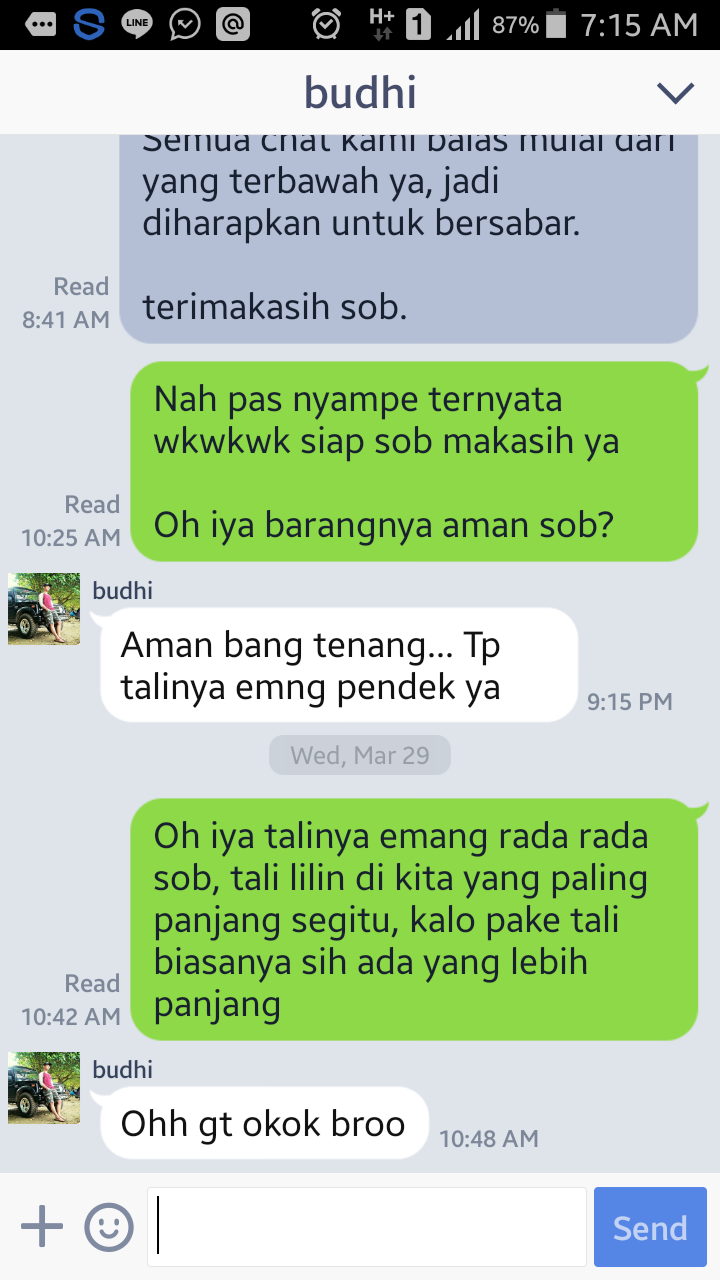 LINE
H+
1
87%
7:15 AM
budhi
Semua chat kami balas mulai dari
yang terbawah ya, jadi
diharapkan untuk bersabar.
terimakasih sob.
Read
8:41 AM
Nah pas nyampe ternyata
wkwkwk siap sob makasih ya
Oh iya barangnya aman sob?
Read
10:25 AM
budhi
Aman bang tenang... Tp
talinya emng pendek ya
9:15 PM
Wed, Mar 29
Oh iya talinya emang rada rada
sob, tali lilin di kita yang paling
panjang segitu, kalo pake tali
biasanya sih ada yang lebih
panjang
Read
10:42 AM
budhi
Ohh gt okok broo
10:48 AM
Send